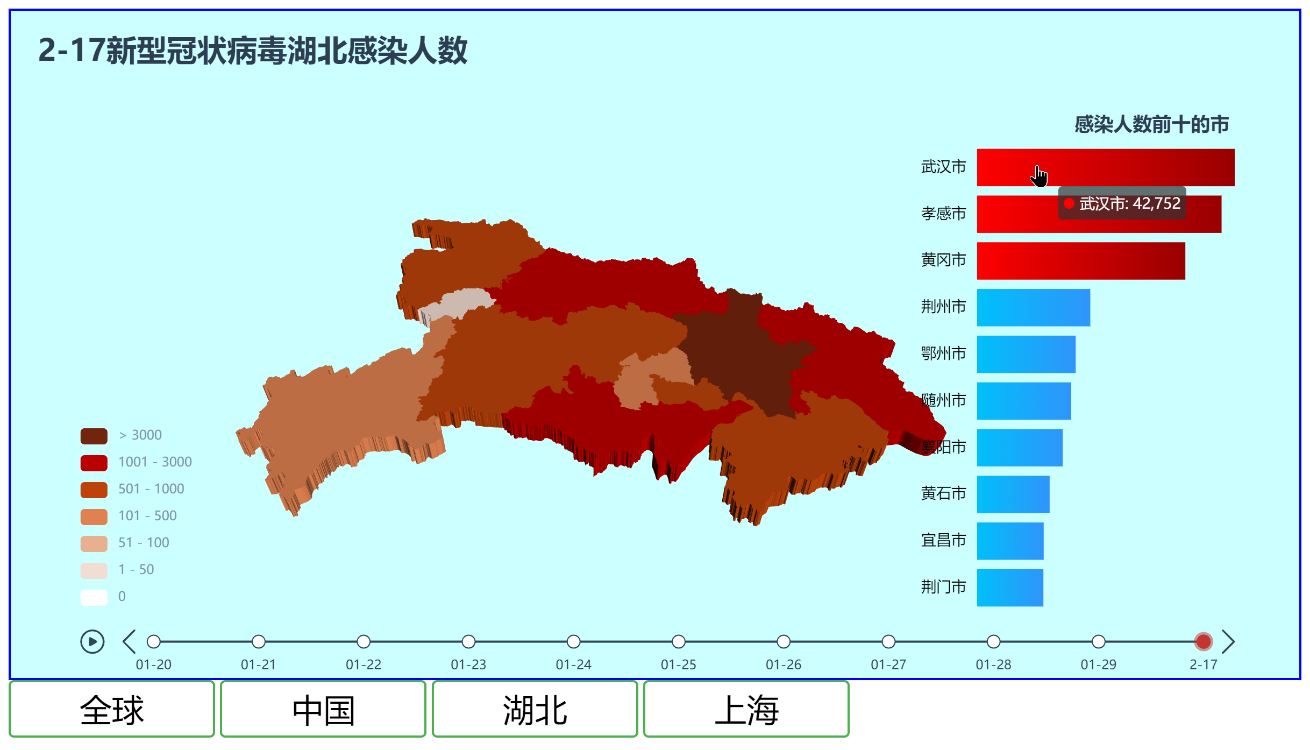 2-17新型冠状病毒湖北感染人数
感染人数前十的市
武汉市
武汉市: 42,752
孝感市
黄冈市
荆州市
鄂州市
随州市
襄阳市
黄石市
宜昌市
荆门市
> 3000
1001 - 3000
501 - 1000
101 - 500
51 - 100
1 - 50
0
01-20 01-21 01-22 01-23 01-24 01-25 01-26 01-27 01-28 01-29 2-17
全球 中国 湖北 上海